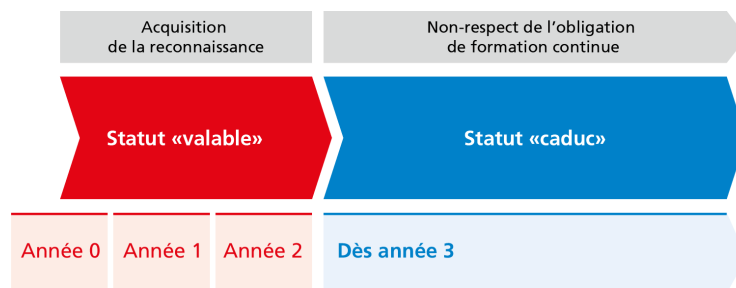 Acquisition
de la reconnaissance
Non-respect de l’obligation
de formation continue
Statut «valable»
Statut «caduc»
Année 0
Année 1
Année 2
Dès année 3